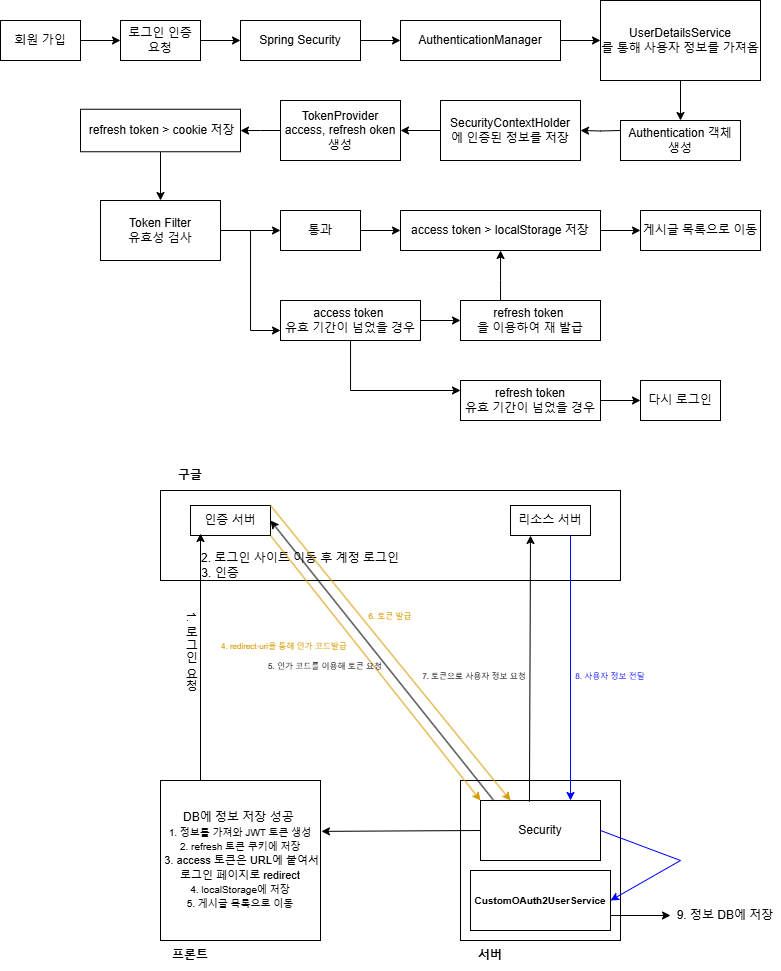 회원 가입
로그인 인증
요청
Spring Security
AuthenticationManager
UserDetailsService
를 통해 사용자 정보를 가져옴
refresh token > cookie 저장
TokenProvider
access, refresh oken
생성
SecurityContextHolder
에 인증된 정보를 저장
Authentication 객체
생성
Token Filter
유효성 검사
통과
access token > localStorage 저장
게시글 목록으로 이동
access token
유효 기간이 넘었을 경우
refresh token
을 이용하여 재 발급
refresh token
유효 기간이 넘었을 경우
다시 로그인
구글
인증 서버
리소스 서버
2. 로그인 사이트 이동 후 계정 로그인
3. 인증
1. 로그인 요청
6. 토큰 발급
4. redirect-uri을 통해 인가 코드발급
5. 인가 코드를 이용해 토큰 요청
7. 토큰으로 사용자 정보 요청
8. 사용자 정보 전달
DB에 정보 저장 성공
1. 정보를 가져와 JWT 토큰 생성
2. refresh 토큰 쿠키에 저장
3. access 토큰은 URL에 붙여서
로그인 페이지로 redirect
4. localStorage에 저장
5. 게시글 목록으로 이동
Security
CustomOAuth2UserService
9. 정보 DB에 저장
프론트
서버